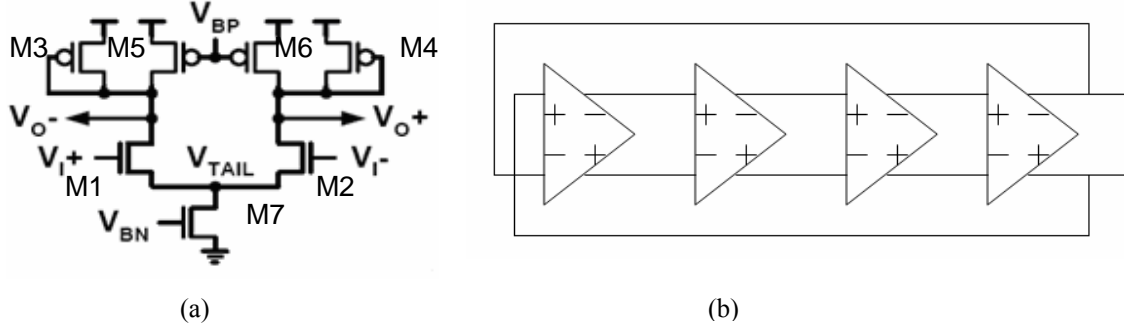 V_BP
M3 M5 M6 M4
V_O- V_O+
V_I+ V_TAIL V_I-
M1 M2
V_BN M7
+ − + − + − + −
− + − + − + − +
(a) (b)